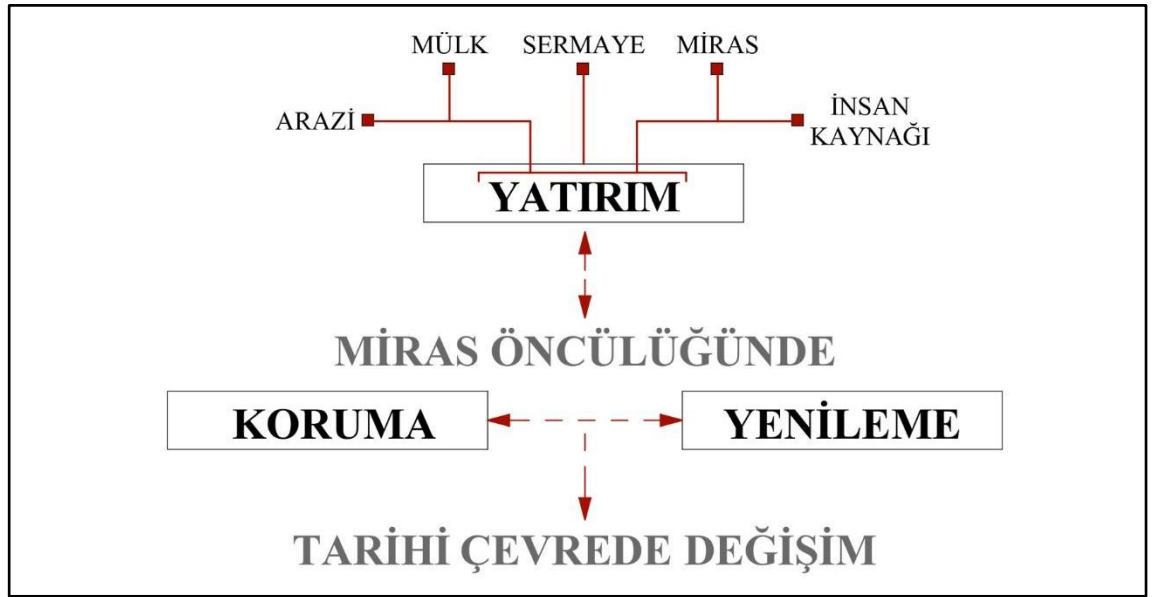 MÜLK
SERMAYE
MİRAS
ARAZİ
İNSAN
KAYNAĞI
YATIRIM
MİRAS ÖNCÜLÜĞÜNDE
KORUMA
YENİLEME
TARİHİ ÇEVREDE DEĞİŞİM